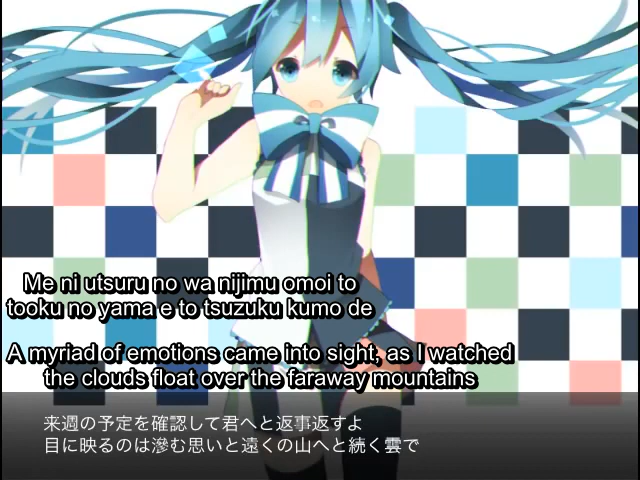 Me ni utsuru no wa nijimu omoi to
tooku no yama e to tsuzuku kumo de
A myriad of emotions came into sight, as I watched
the clouds float over the faraway mountains
来週の予定を確認して君へと返事返すよ
目に映るのは滲む思いと遠くの山へと続く雲で